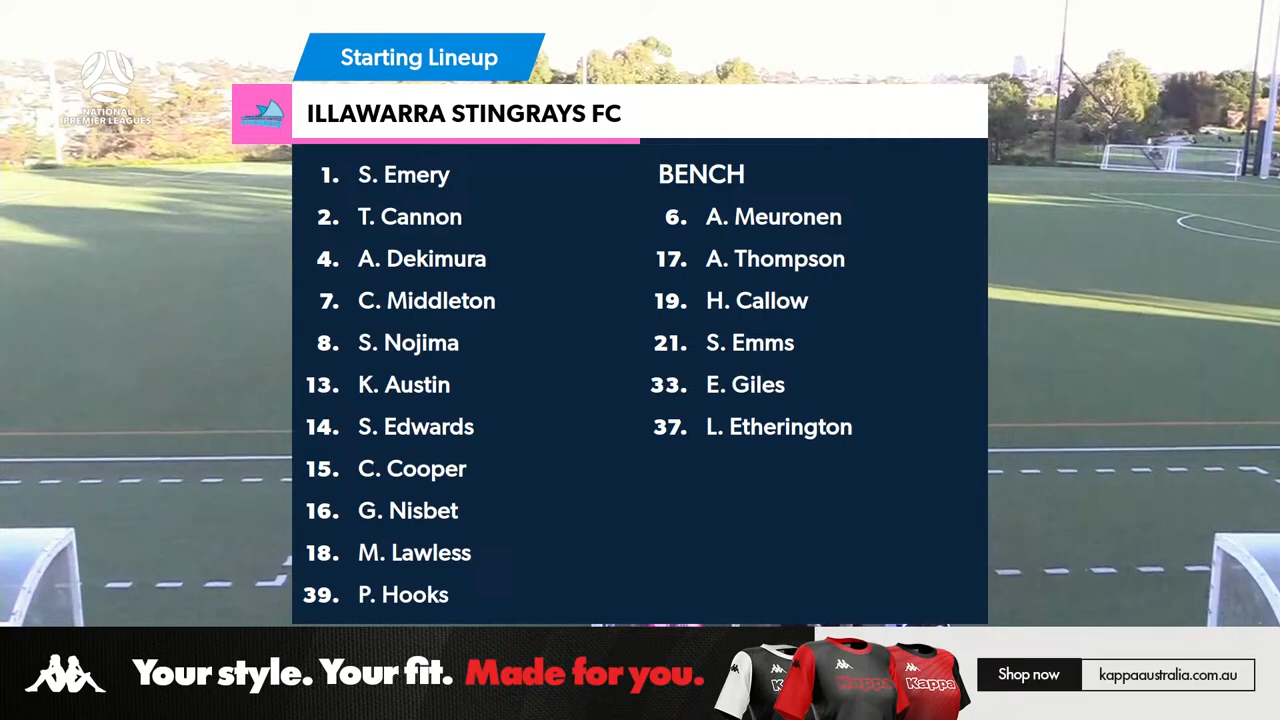 Starting Lineup
NATIONAL
PREMIER LEAGUES
ILLAWARRA STINGRAYS FC
1. S. Emery
2. T. Cannon
4. A. Dekimura
7. C. Middleton
8. S. Nojima
13. K. Austin
14. S. Edwards
15. C. Cooper
16. G. Nisbet
18. M. Lawless
39. P. Hooks
BENCH
6. A. Meuronen
17. A. Thompson
19. H. Callow
21. S. Emms
33. E. Giles
37. L. Etherington
Your style. Your fit. Made for you.
Kappa
Kappa
Shop now
kappaaustralia.com.au